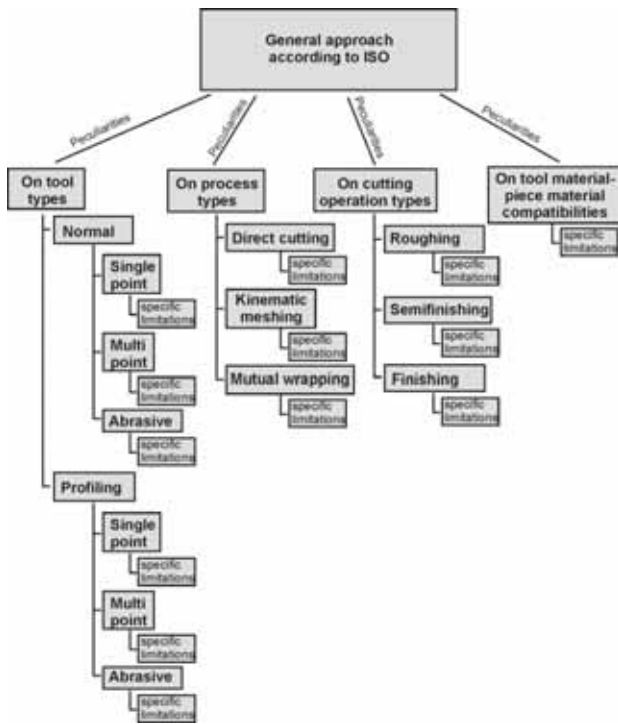 General approach
according to ISO
Peculiarities
Peculiarities
Peculiarities
Peculiarities
On tool
types
Normal
Single
point
specific
limitations
Multi
point
specific
limitations
Abrasive
specific
limitations
Profiling
Single
point
specific
limitations
Multi
point
specific
limitations
Abrasive
specific
limitations
On process
types
Direct cutting
specific
limitations
Kinematic
meshing
specific
limitations
Mutual wrapping
specific
limitations
On cutting
operation types
Roughing
specific
limitations
Semifinishing
specific
limitations
Finishing
specific
limitations
On tool material-
piece material
compatibilities
specific
limitations